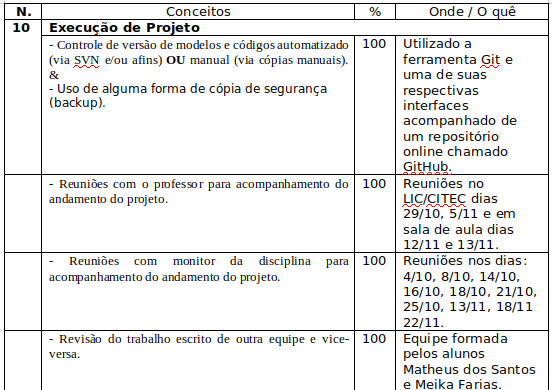 N. Conceitos % Onde / O quê
10 Execução de Projeto
- Controle de versão de modelos e códigos automatizado
(via SVN e/ou afins) OU manual (via cópias manuais).
&
- Uso de alguma forma de cópia de segurança
(backup).
100
Utilizado a
ferramenta Git e
uma de suas
respectivas
interfaces
acompanhado de
um repositório
online chamado
GitHub.
- Reuniões com o professor para acompanhamento do
andamento do projeto.
100
Reuniões no
LIC/CITEC dias
29/10, 5/11 e em
sala de aula dias
12/11 e 13/11.
- Reuniões com monitor da disciplina para
acompanhamento do andamento do projeto.
100
Reuniões nos dias:
4/10, 8/10, 14/10,
16/10, 18/10, 21/10,
25/10, 13/11, 18/11
22/11.
- Revisão do trabalho escrito de outra equipe e vice-
versa.
100
Equipe formada
pelos alunos
Matheus dos Santos
e Meika Farias.